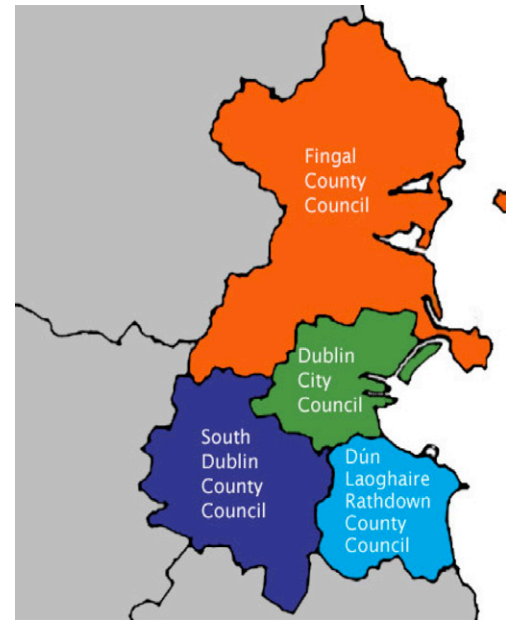 Fingal
County
Council
Dublin
City
Council
South
Dublin
County
Council
Dún
Laoghaire
Rathdown
County
Council